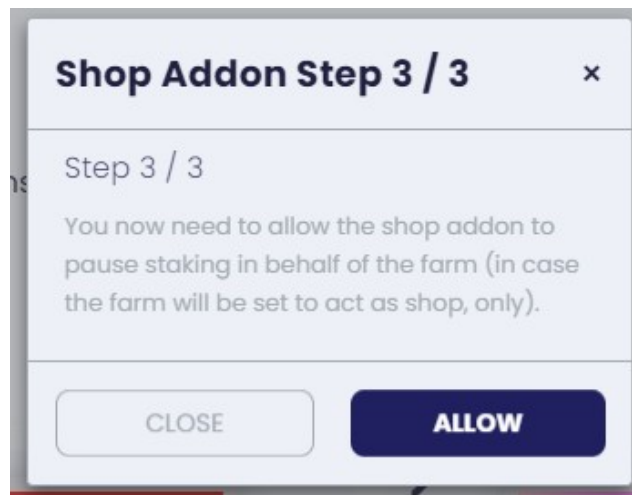 Shop Addon Step 3 / 3
×
Step 3 / 3
You now need to allow the shop addon to
pause staking in behalf of the farm (in case
the farm will be set to act as shop, only).
CLOSE
ALLOW